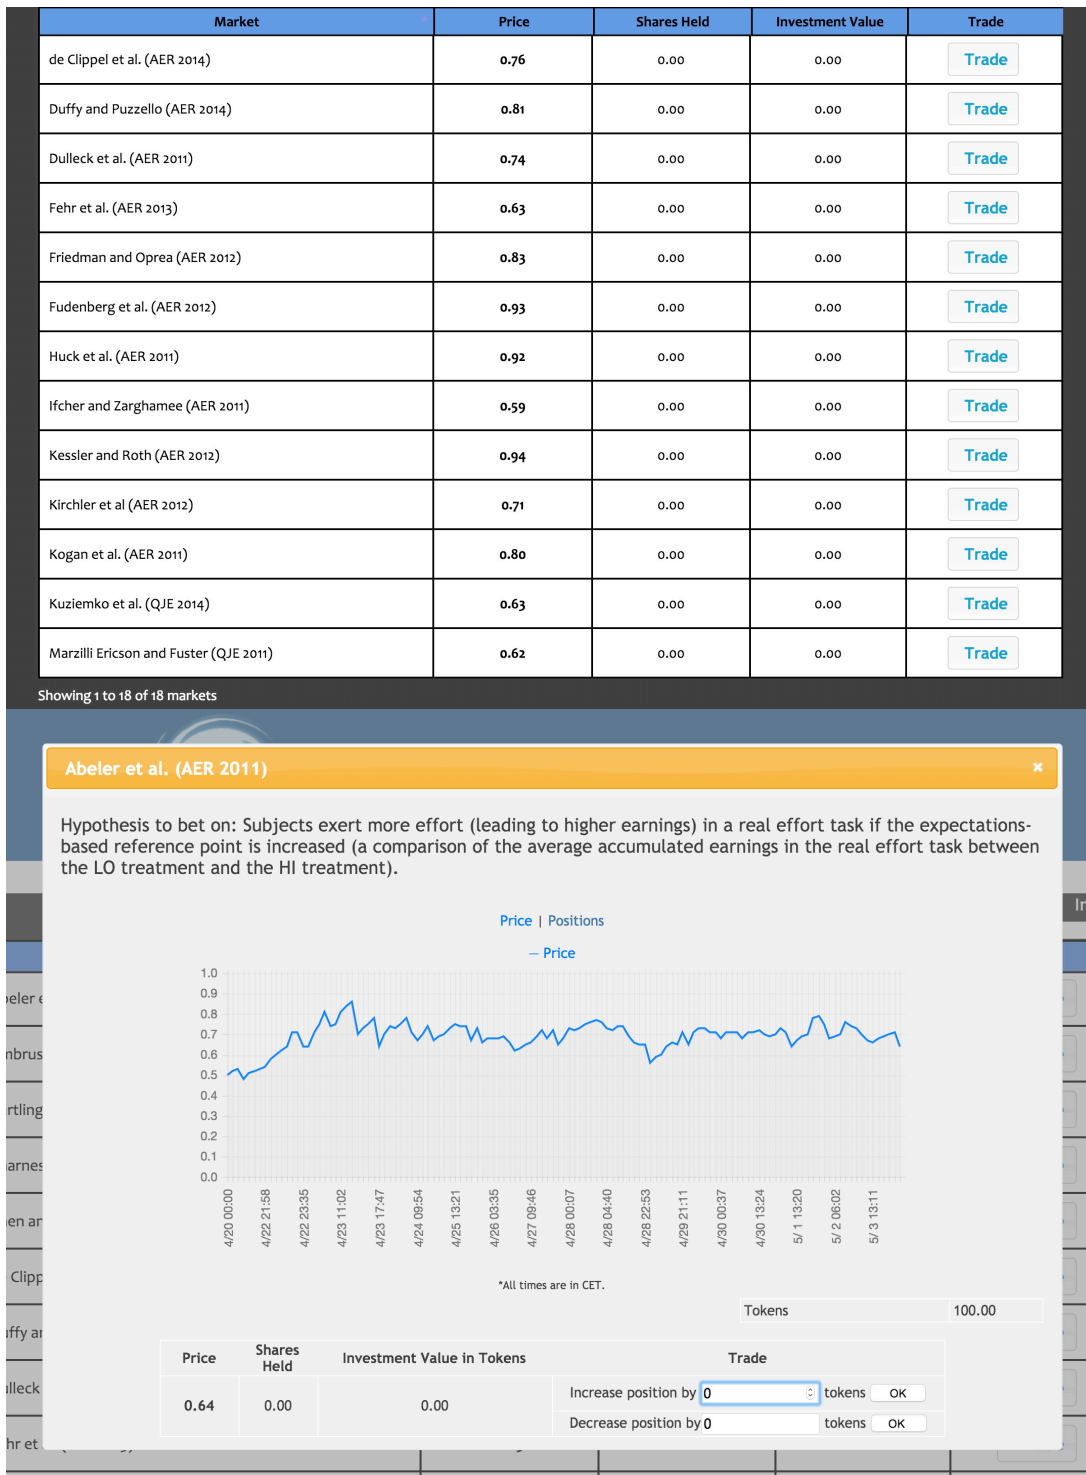 Market Price Shares Held Investment Value Trade
de Clippel et al. (AER 2014) 0.76 0.00 0.00 Trade
Duffy and Puzzello (AER 2014) 0.81 0.00 0.00 Trade
Dulleck et al. (AER 2011) 0.74 0.00 0.00 Trade
Fehr et al. (AER 2013) 0.63 0.00 0.00 Trade
Friedman and Oprea (AER 2012) 0.83 0.00 0.00 Trade
Fudenberg et al. (AER 2012) 0.93 0.00 0.00 Trade
Huck et al. (AER 2011) 0.92 0.00 0.00 Trade
Ifcher and Zarghamee (AER 2011) 0.59 0.00 0.00 Trade
Kessler and Roth (AER 2012) 0.94 0.00 0.00 Trade
Kirchler et al (AER 2012) 0.71 0.00 0.00 Trade
Kogan et al. (AER 2011) 0.80 0.00 0.00 Trade
Kuziemko et al. (QJE 2014) 0.63 0.00 0.00 Trade
Marzilli Ericson and Fuster (QJE 2011) 0.62 0.00 0.00 Trade
Showing 1 to 18 of 18 markets
Abeler et al. (AER 2011) ×
Hypothesis to bet on: Subjects exert more effort (leading to higher earnings) in a real effort task if the expectations-
based reference point is increased (a comparison of the average accumulated earnings in the real effort task between
the LO treatment and the HI treatment).
Price | Positions
— Price
1.0
0.9
0.8
0.7
0.6
0.5
0.4
0.3
0.2
0.1
0.0
4/20 00:00
4/22 21:58
4/22 23:35
4/23 11:02
4/23 17:47
4/24 09:54
4/25 13:21
4/26 03:35
4/27 09:46
4/28 00:07
4/28 04:40
4/28 22:53
4/29 21:11
4/30 00:37
4/30 13:24
5/ 1 13:20
5/ 2 06:02
5/ 3 13:11
*All times are in CET.
Tokens 100.00
Price Shares Held Investment Value in Tokens Trade
0.64 0.00 0.00
Increase position by 0 tokens OK
Decrease position by 0 tokens OK